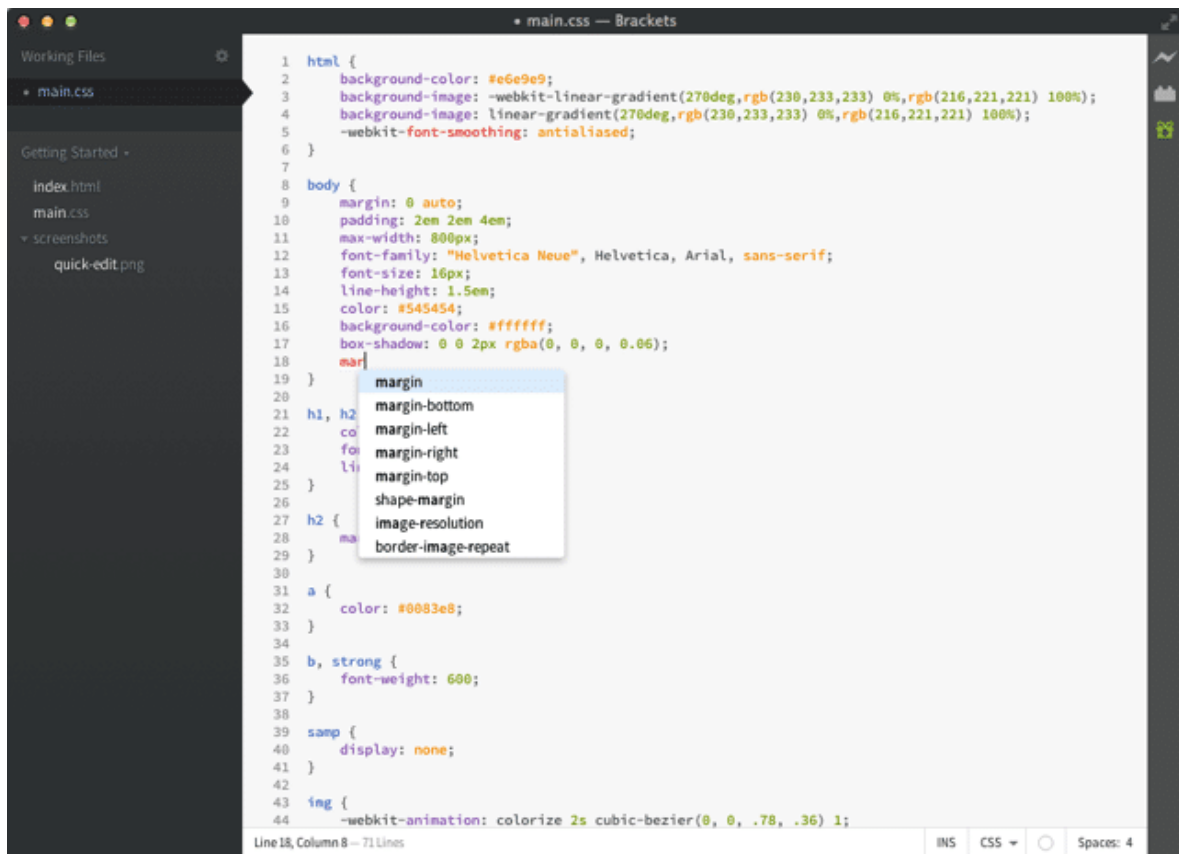 • main.css — Brackets
Working Files
• main.css
Getting Started
index.html
main.css
screenshots
quick-edit.png
1 html {
2 background-color: #e6e9e9;
3 background-image: -webkit-linear-gradient(270deg,rgb(230,233,233) 0%,rgb(216,221,221) 100%);
4 background-image: linear-gradient(270deg,rgb(230,233,233) 0%,rgb(216,221,221) 100%);
5 -webkit-font-smoothing: antialiased;
6 }
7
8 body {
9 margin: 0 auto;
10 padding: 2em 2em 4em;
11 max-width: 800px;
12 font-family: "Helvetica Neue", Helvetica, Arial, sans-serif;
13 font-size: 16px;
14 line-height: 1.5em;
15 color: #545454;
16 background-color: #ffffff;
17 box-shadow: 0 0 2px rgba(0, 0, 0, 0.06);
18 mar
19 }
20
21 h1, h2
22 co
23 fo
24 li
25 }
26
27 h2 {
28 ma
29 }
30
31 a {
32 color: #0083e8;
33 }
34
35 b, strong {
36 font-weight: 600;
37 }
38
39 samp {
40 display: none;
41 }
42
43 img {
44 -webkit-animation: colorize 2s cubic-bezier(0, 0, .78, .36) 1;
margin
margin-bottom
margin-left
margin-right
margin-top
shape-margin
image-resolution
border-image-repeat
Line 18, Column 8 — 71 Lines
INS CSS Spaces: 4